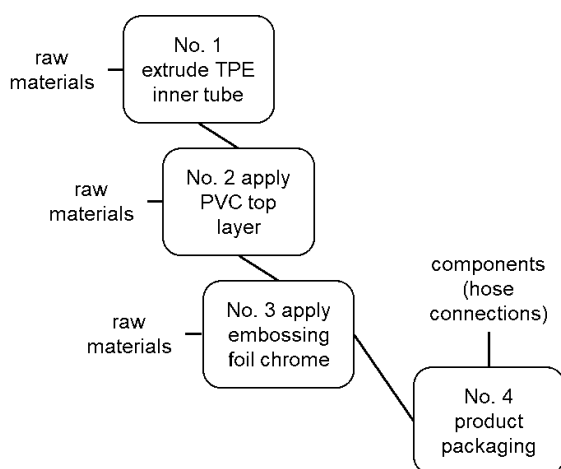 raw
materials
No. 1
extrude TPE
inner tube
raw
materials
No. 2 apply
PVC top
layer
raw
materials
No. 3 apply
embossing
foil chrome
components
(hose
connections)
No. 4
product
packaging